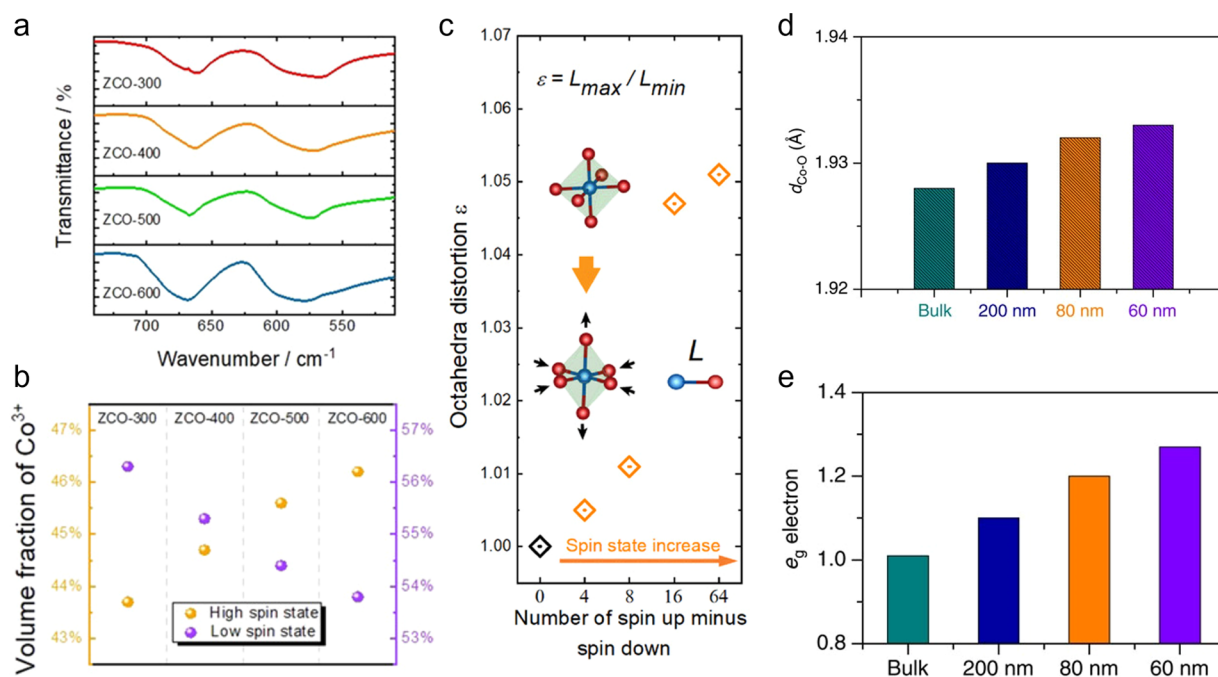 a
Transmittance / %
ZCO-300
ZCO-400
ZCO-500
ZCO-600
700 650 600 550
Wavenumber / cm⁻¹
b
Volume fraction of Co³⁺
47%
46%
45%
44%
43%
ZCO-300 ZCO-400 ZCO-500 ZCO-600
High spin state
Low spin state
57%
56%
55%
54%
53%
c
Octahedra distortion ε
1.07
1.06
1.05
1.04
1.03
1.02
1.01
1.00
ε = Lmax / Lmin
L
Spin state increase
0 4 8 16 64
Number of spin up minus
spin down
d
dCo–O (Å)
1.94
1.93
1.92
Bulk 200 nm 80 nm 60 nm
e
eg electron
1.4
1.2
1.0
0.8
Bulk 200 nm 80 nm 60 nm